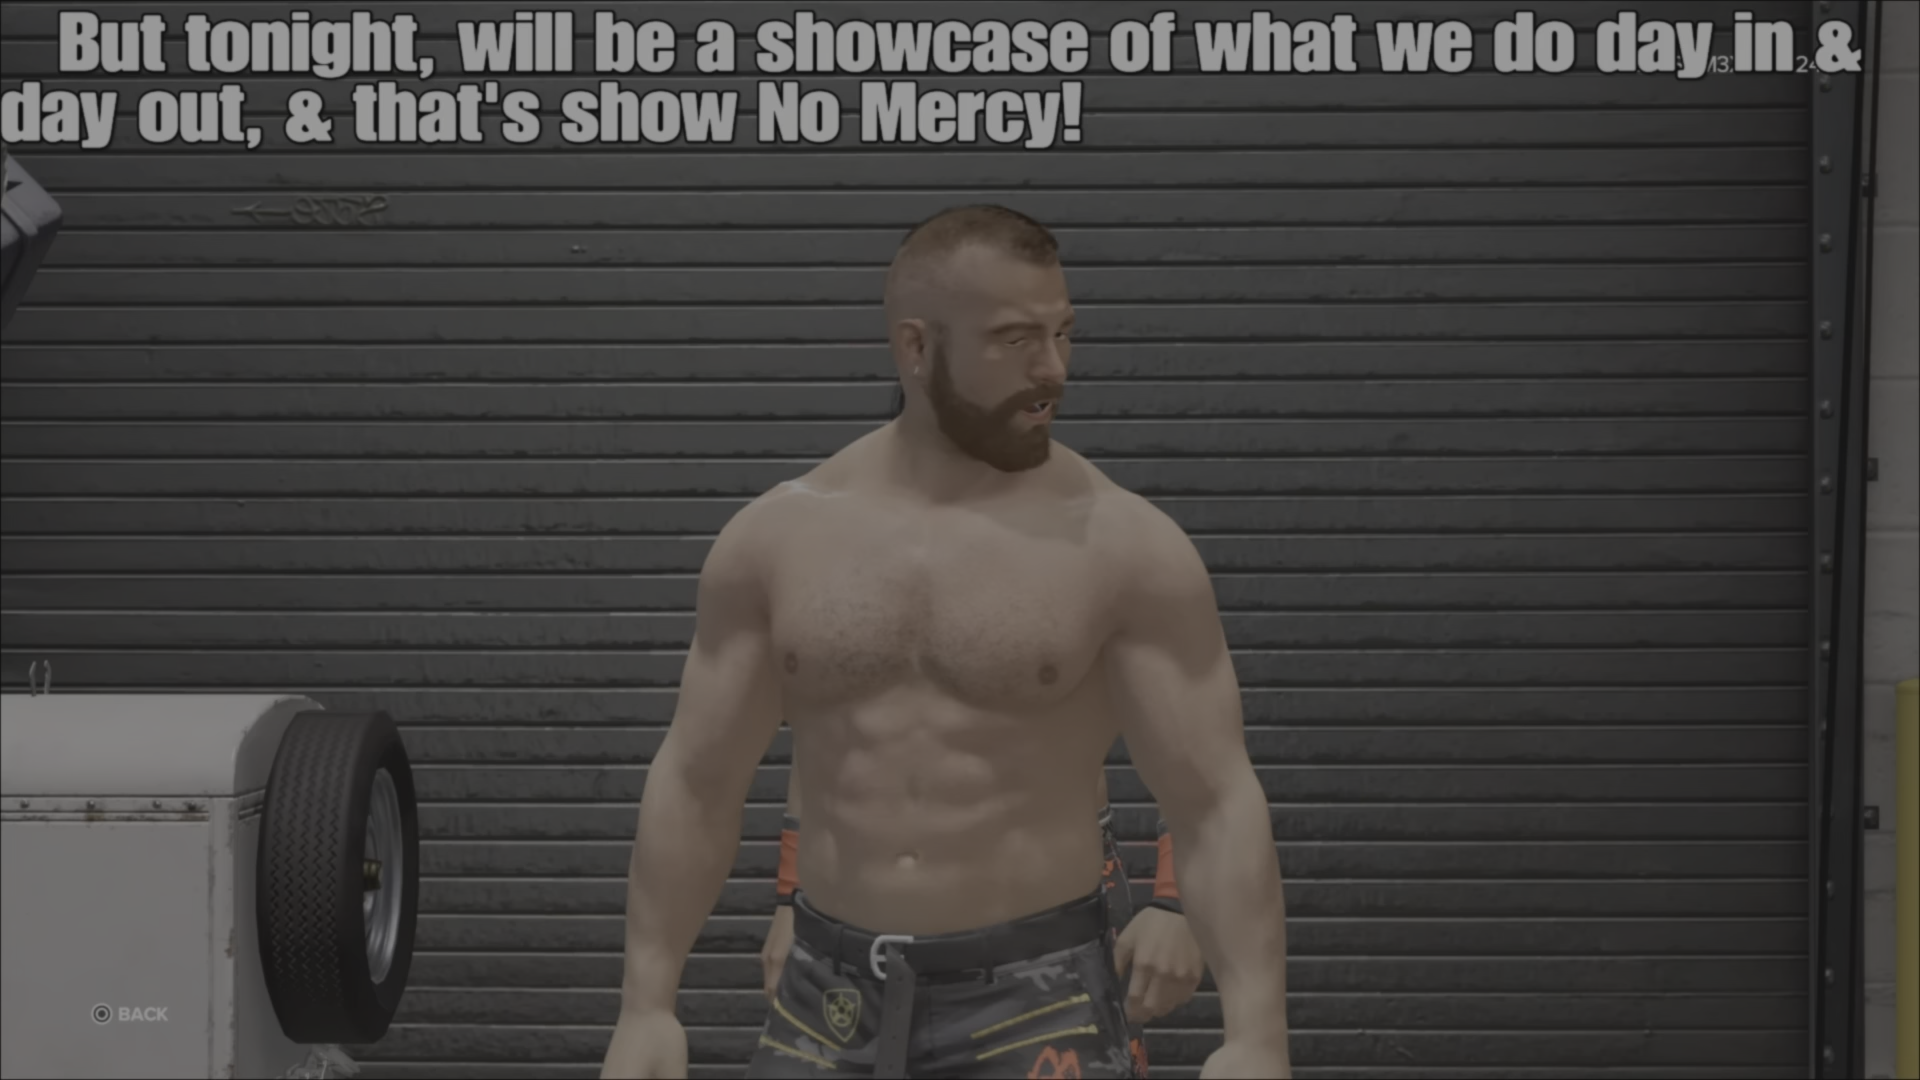 But tonight, will be a showcase of what we do day in &
day out, & that's show No Mercy!
BACK